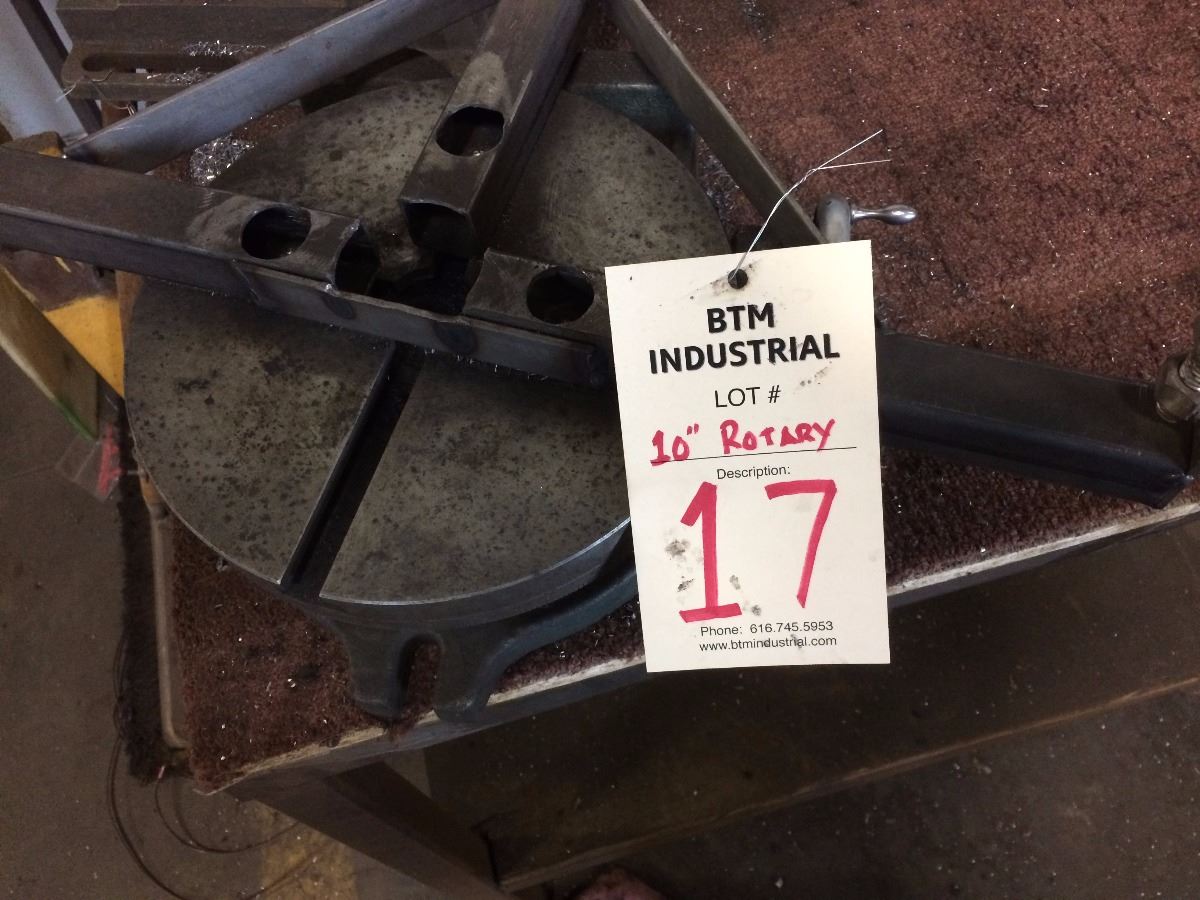 BTM
INDUSTRIAL
LOT #
10" ROTARY
Description:
17
Phone: 616.745.5953
www.btmindustrial.com